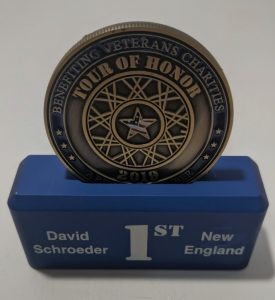 BENEFITING VETERANS CHARITIES
TOUR OF HONOR
2019
David
Schroeder
1ST
New
England